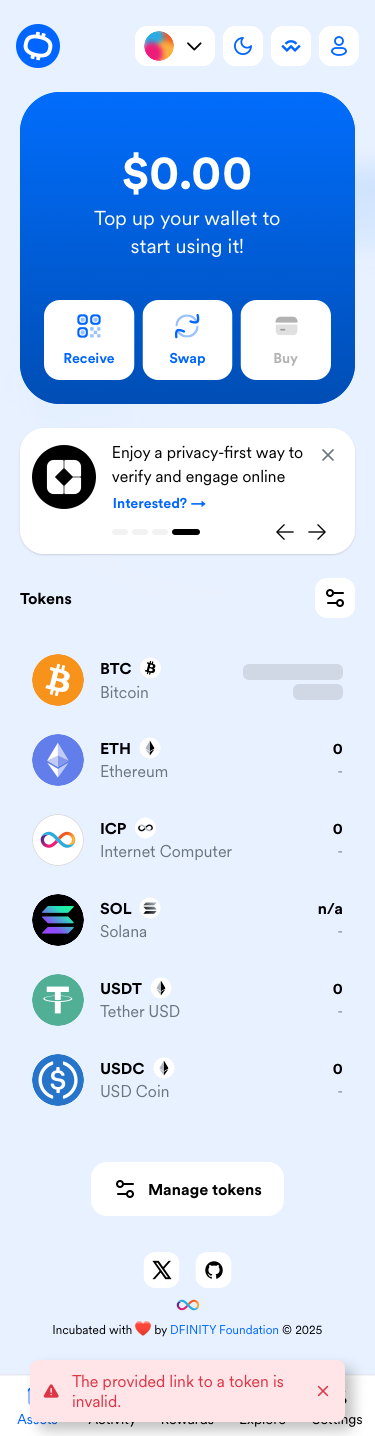 $0.00
Top up your wallet to
start using it!
Receive
Swap
Buy
Enjoy a privacy-first way to
verify and engage online
Interested? →
Tokens
BTC
Bitcoin
ETH
0
Ethereum
-
ICP
0
Internet Computer
-
SOL
n/a
Solana
-
USDT
0
Tether USD
-
USDC
0
USD Coin
-
Manage tokens
Incubated with ❤️ by DFINITY Foundation © 2025
The provided link to a token is
invalid.
Assets
Activity
Rewards
Explore
Settings